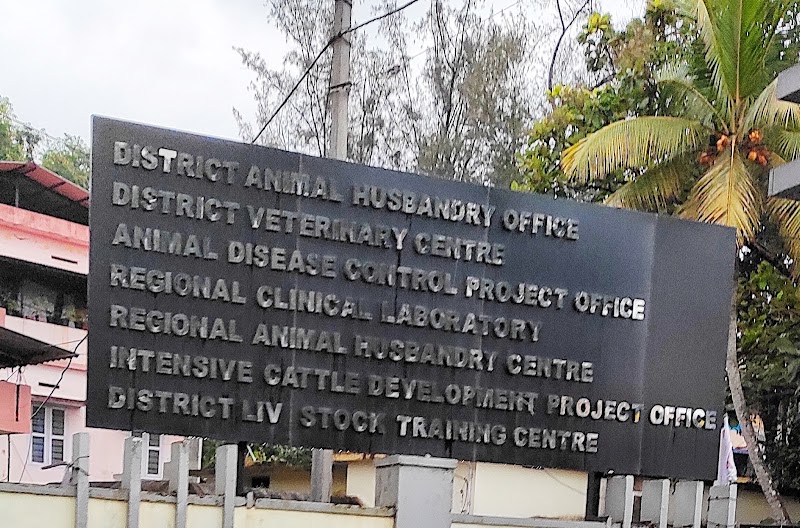 DISTRICT ANIMAL HUSBANDRY OFFICE
DISTRICT VETERINARY CENTRE
ANIMAL DISEASE CONTROL PROJECT OFFICE
REGIONAL CLINICAL LABORATORY
REGIONAL ANIMAL HUSBANDRY CENTRE
INTENSIVE CATTLE DEVELOPMENT PROJECT OFFICE
DISTRICT LIV STOCK TRAINING CENTRE